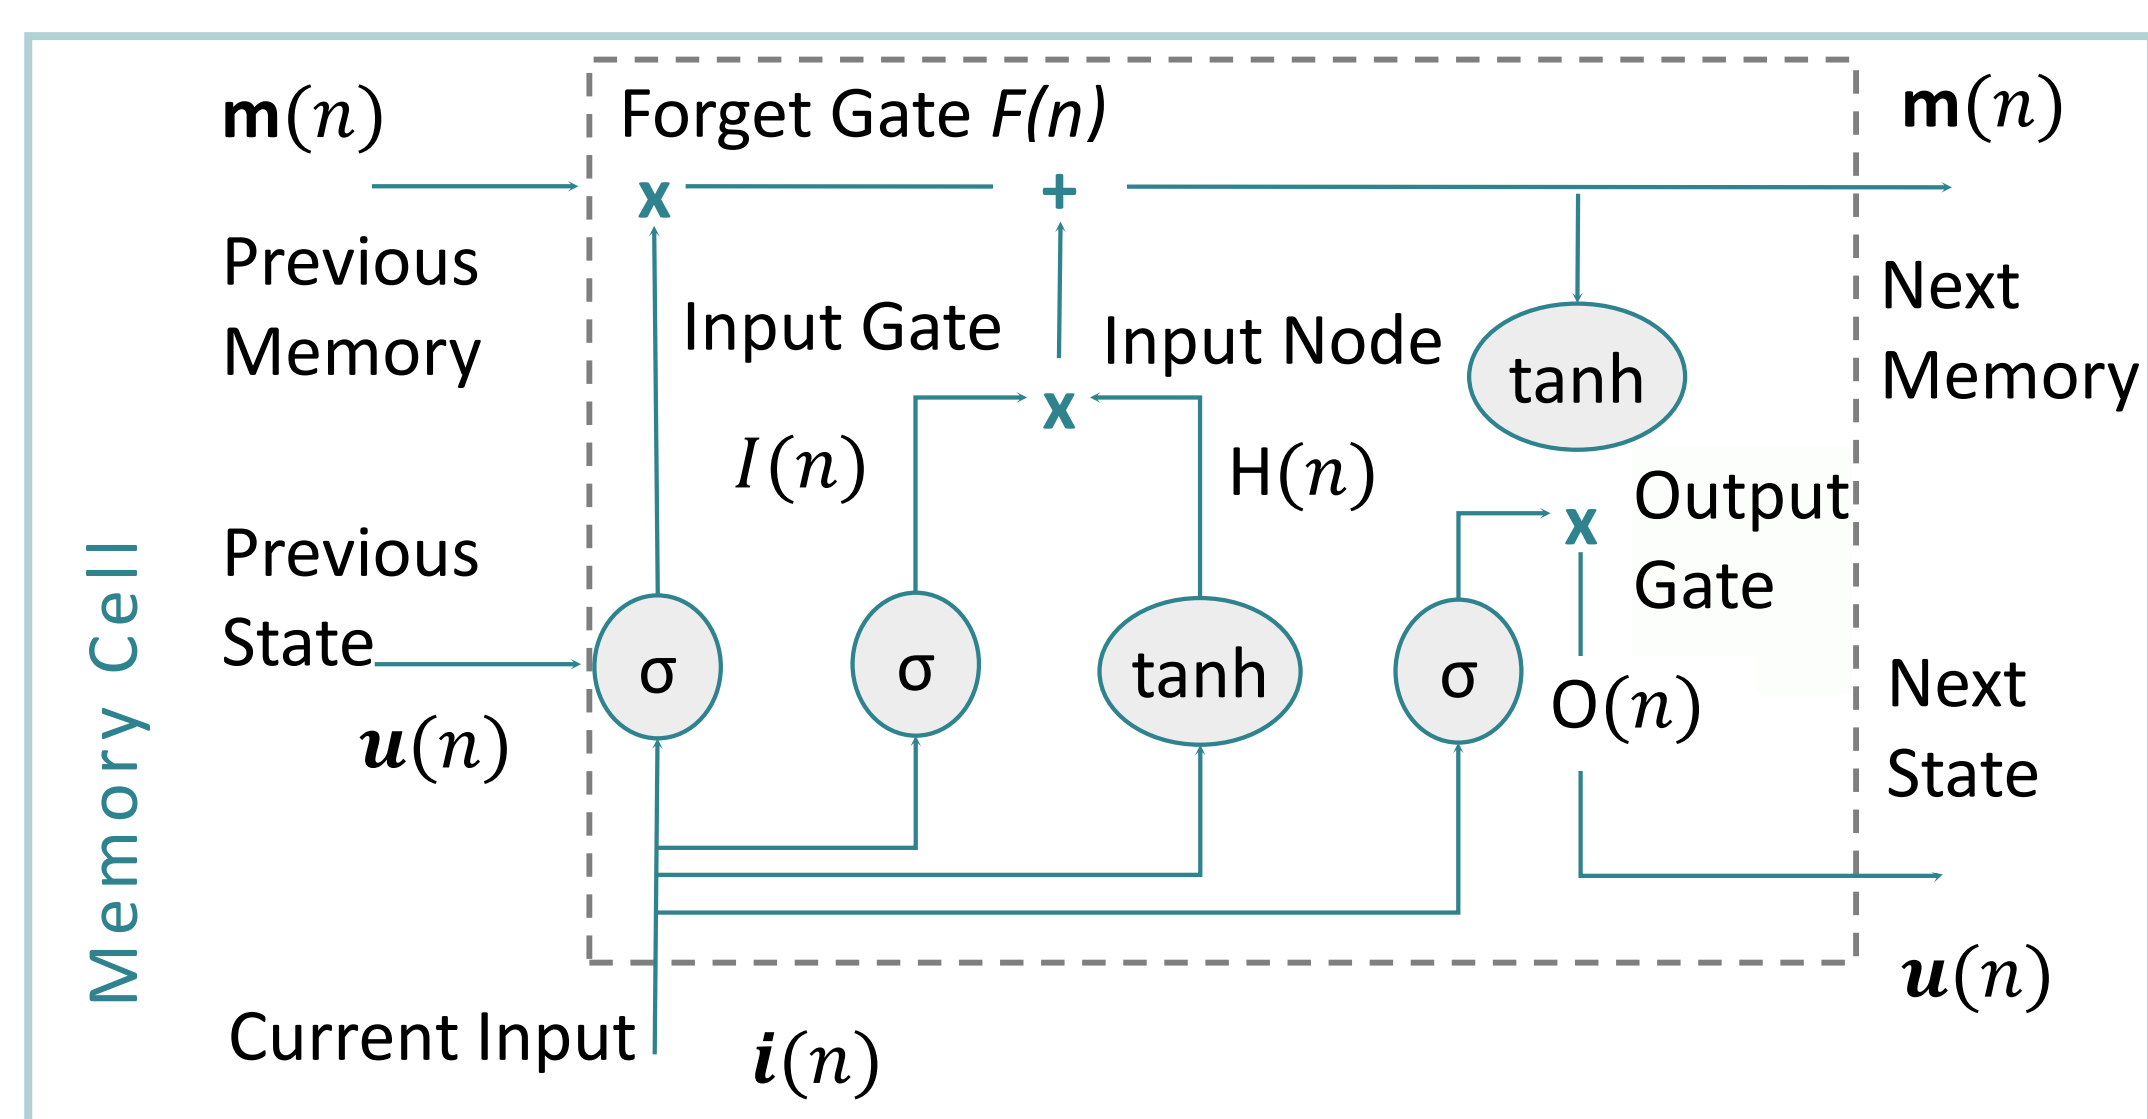 Memory Cell
m(n)
Previous
Memory
Previous
State
u(n)
Current Input
i(n)
Forget Gate F(n)
x
+
Input Gate
Input Node
x
I(n)
H(n)
tanh
Output
Gate
x
σ
σ
tanh
σ
O(n)
m(n)
Next
Memory
Next
State
u(n)